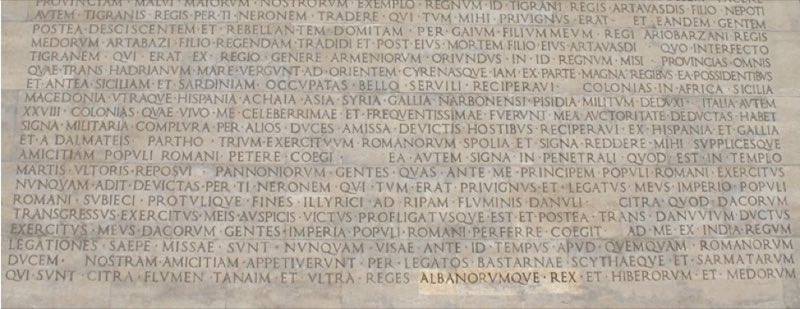 PROVINCIAM MALVI MAIORVM NOSTRORVM EXEMPLO REGNVM ID TIGRANI REGIS ARTAVASDIS FILIO NEPOTI
AVTEM TIGRANIS REGIS PER TI NERONEM TRADERE QVI TVM MIHI PRIVIGNVS ERAT ET EANDEM GENTEM
POSTEA DESCISCENTEM ET REBELLANTEM DOMITAM PER GAIVM FILIVM MEVM REGI ARIOBARZANI REGIS
MEDORVM ARTABAZI FILIO REGENDAM TRADIDI ET POST EIVS MORTEM FILIO EIVS ARTAVASDI QVO INTERFECTO
TIGRANEM QVI ERAT EX REGIO GENERE ARMENIORVM ORIVNDVS IN ID REGNVM MISI PROVINCIAS OMNIS
QVAE TRANS HADRIANVM MARE VERGVNT AD ORIENTEM CYRENASQVE IAM EX PARTE MAGNA REGIBVS EA POSSIDENTIBVS
ET ANTEA SICILIAM ET SARDINIAM OCCVPATAS BELLO SERVILI RECIPERAVI COLONIAS IN AFRICA SICILIA
MACEDONIA VTRAQVE HISPANIA ACHAIA ASIA SYRIA GALLIA NARBONENSI PISIDIA MILITVM DEDVXI ITALIA AVTEM
XXVIII COLONIAS QVAE VIVO ME CELEBERRIMAE ET FREQVENTISSIMAE FVERVNT MEA AVCTORITATE DEDVCTAS HABET
SIGNA MILITARIA COMPLVRA PER ALIOS DVCES AMISSA DEVICTIS HOSTIBVS RECIPERAVI EX HISPANIA ET GALLIA
ET A DALMATEIS PARTHO TRIVM EXERCITVVM ROMANORVM SPOLIA ET SIGNA REDDERE MIHI SVPPLICESQVE
AMICITIAM POPVLI ROMANI PETERE COEGI EA AVTEM SIGNA IN PENETRALI QVOD EST IN TEMPLO
MARTIS VLTORIS REPOSVI PANNONIORVM GENTES QVAS ANTE ME PRINCIPEM POPVLI ROMANI EXERCITVS
NVNQVAM ADIT DEVICTAS PER TI NERONEM QVI TVM ERAT PRIVIGNVS ET LEGATVS MEVS IMPERIO POPVLI
ROMANI SVBIECI PROTVLIQVE FINES ILLYRICI AD RIPAM FLVMINIS DANVLI CITRA QVOD DACORVM
TRANSGRESSVS EXERCITVS MEIS AVSPICIS VICTVS PROFLIGATVSQVE EST ET POSTEA TRANS DANVVIVM DVCTVS
EXERCITVS MEVS DACORVM GENTES IMPERIA POPVLI ROMANI PERFERRE COEGIT AD ME EX INDIA REGVM
LEGATIONES SAEPE MISSAE SVNT NVNQVAM VISAE ANTE ID TEMPVS APVD QVEMQVAM ROMANORVM
DVCEM NOSTRAM AMICITIAM APPETIVERVNT PER LEGATOS BASTARNAE SCYTHAEQVE ET SARMATARVM
QVI SVNT CITRA FLVMEN TANAIM ET VLTRA REGES ALBANORVMQVE REX ET HIBERORVM ET MEDORVM